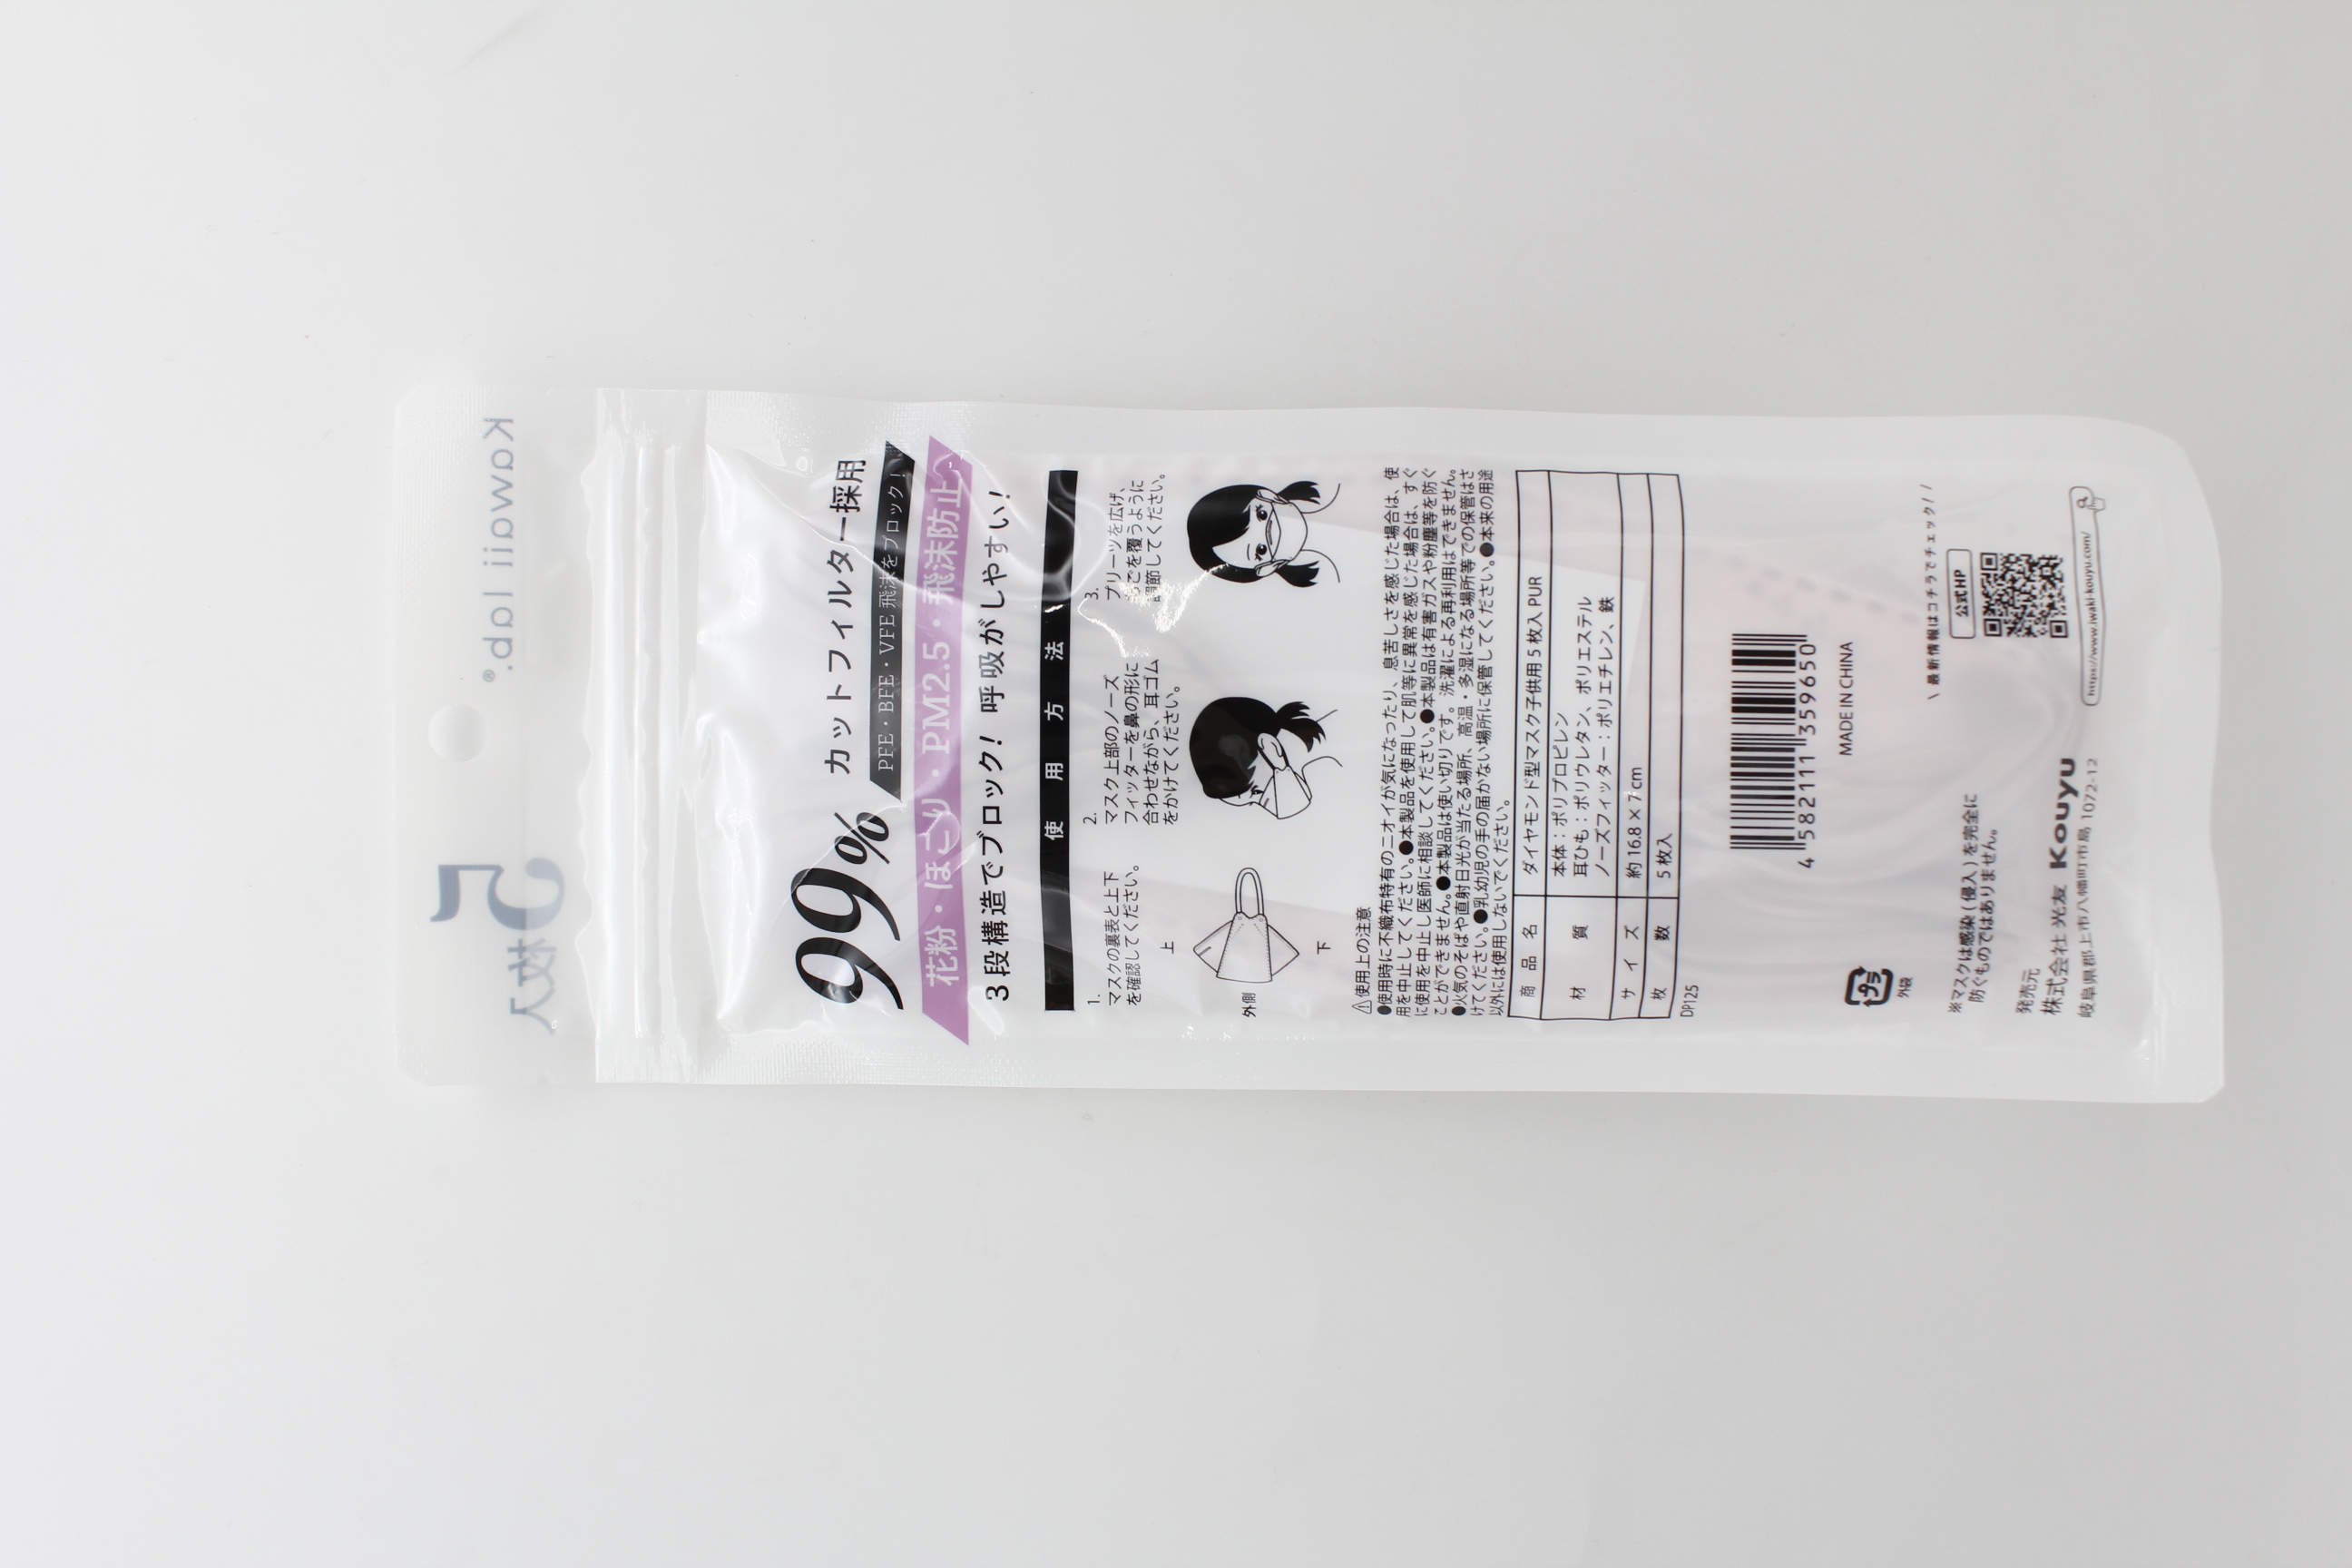 kawaii lab.®
5
枚入
99% カットフィルター採用
PFE・BFE・VFE 飛沫をブロック!
花粉・ほこり・PM2.5・飛沫防止へ
3段構造でブロック! 呼吸がしやすい!
使用方法
1.
マスクの裏表と上下
を確認してください。
上
外側
下
2.
マスク上部のノーズ
フィッターを鼻の形に
合わせながら、耳ゴム
をかけてください。
3.
プリーツを広げ、
ごを覆うように
調節してください。
⚠使用上の注意
●使用時に不織布特有のニオイが気になったり、息苦しさを感じた場合は、使
用を中止してください。●本製品を使用して肌等に異常を感じた場合は、すぐ
に使用を中止し医師に相談してください。●本製品は有害ガスや粉塵等を防ぐ
ことができません。●本製品は使い切りです。洗濯による再利用はできません。
●火気のそばや直射日光が当たる場所、高温・多湿になる場所等での保管はさ
けてください。●乳幼児の手の届かない場所に保管してください。●本来の用途
以外には使用しないでください。
商品名 ダイヤモンド型マスク子供用 5 枚入 PUR
材質 本体：ポリプロピレン
耳ひも：ポリウレタン、ポリエステル
ノーズフィッター：ポリエチレン、鉄
サイズ 約 16.8 × 7 cm
枚数 5 枚入
DP125
4 582111 359650
MADE IN CHINA
プラ
外袋
\ 最新情報はコチラでチェック! /
公式HP
https://www.iwaki-kouyu.com/
※マスクは感染(侵入)を完全に
防ぐものではありません。
発売元
株式会社 光友 Kouyu
岐阜県郡上市八幡町市島 1072-12